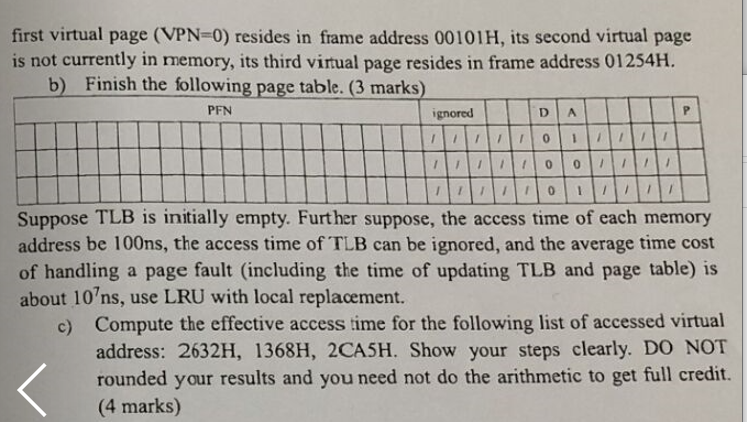 first virtual page (VPN=0) resides in frame address 00101H, its second virtual page
is not currently in memory, its third virtual page resides in frame address 01254H.
b) Finish the following page table. (3 marks)
PFN ignored D A P
/ / / / / 0 1 / / / /
/ / / / / 0 0 / / / /
/ / / / / 0 1 / / / /
Suppose TLB is initially empty. Further suppose, the access time of each memory
address be 100ns, the access time of TLB can be ignored, and the average time cost
of handling a page fault (including the time of updating TLB and page table) is
about 10⁷ns, use LRU with local replacement.
c) Compute the effective access time for the following list of accessed virtual
address: 2632H, 1368H, 2CA5H. Show your steps clearly. DO NOT
rounded your results and you need not do the arithmetic to get full credit.
(4 marks)